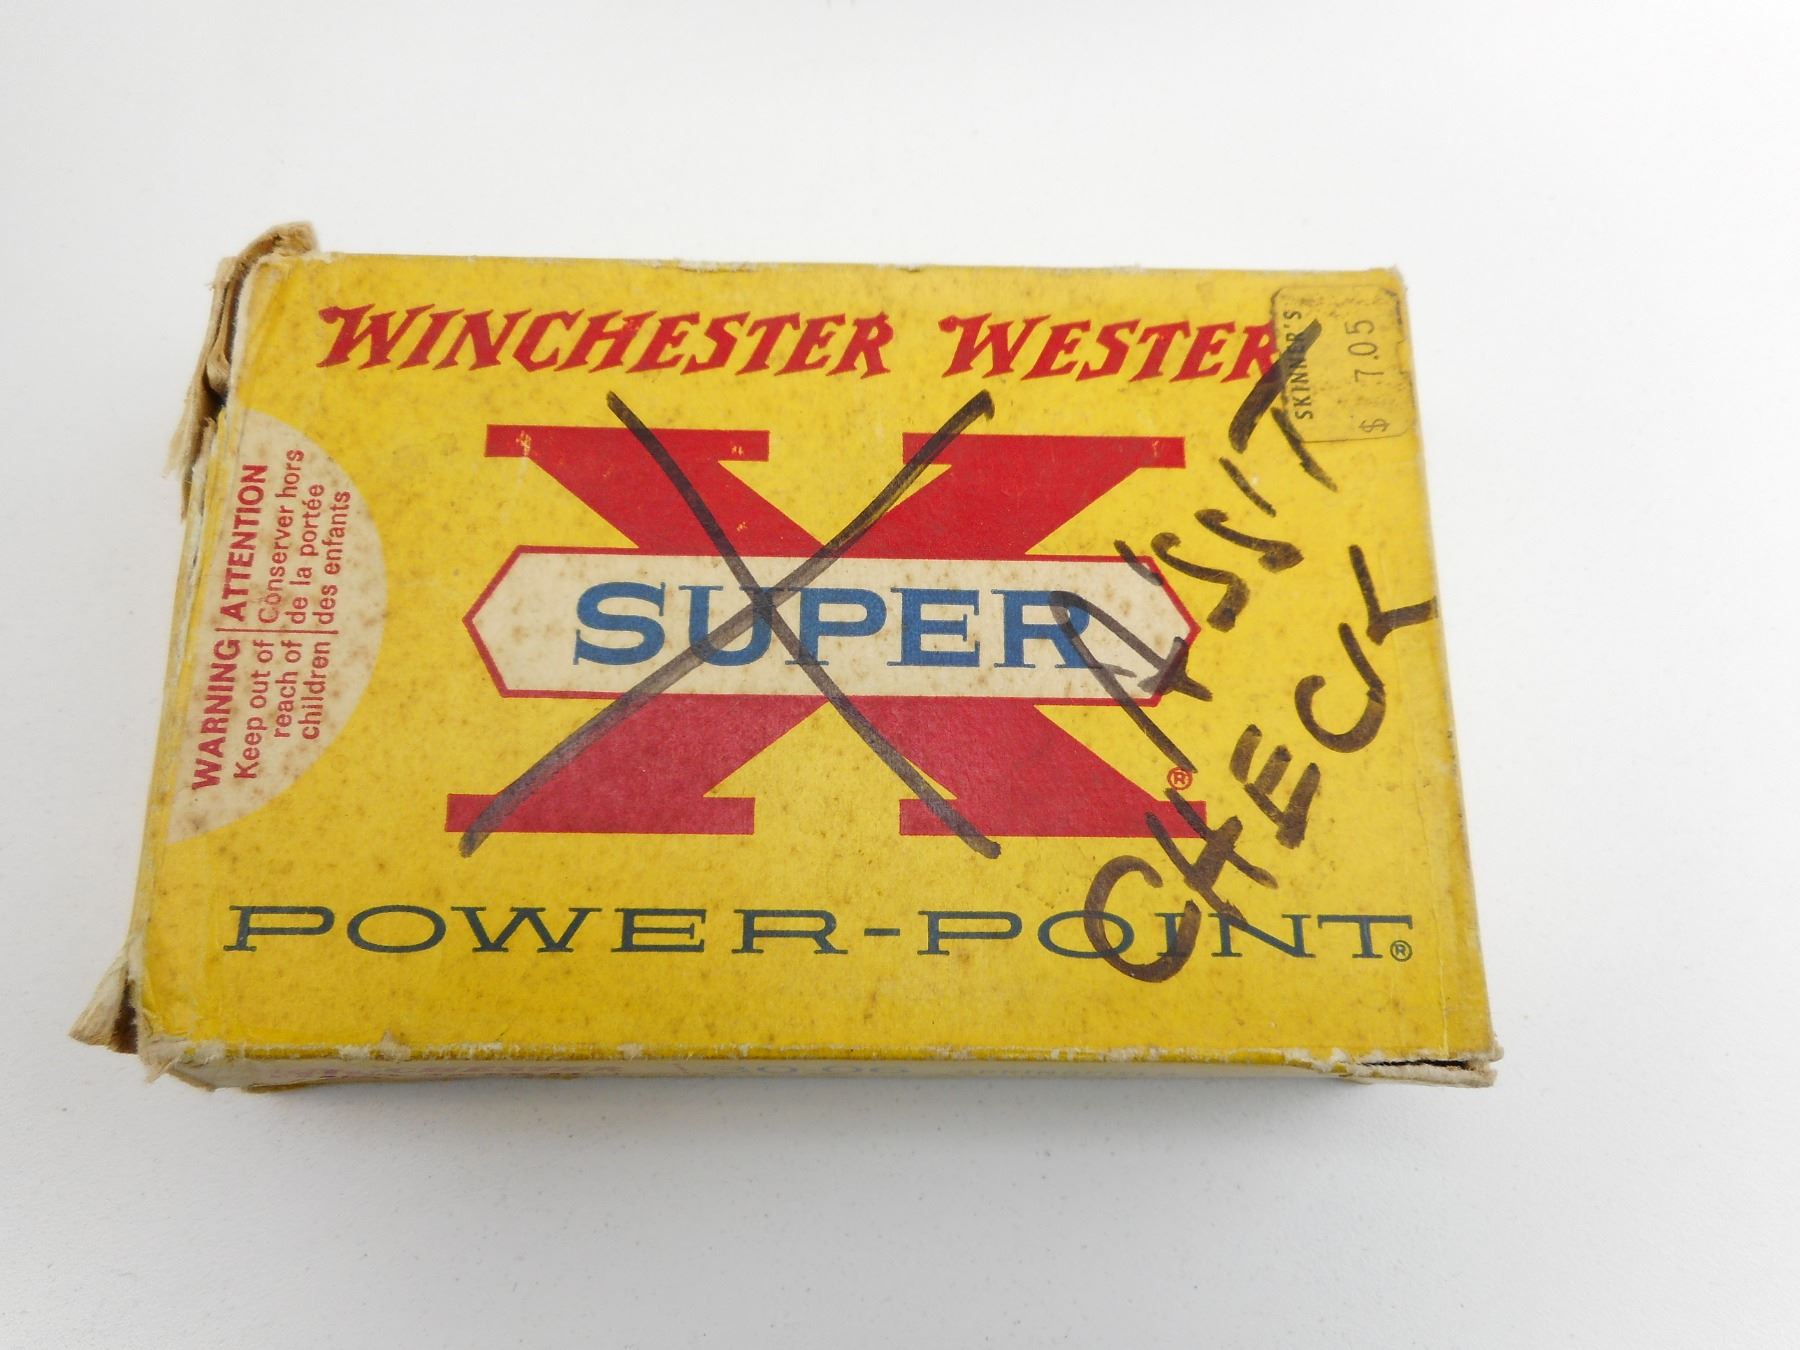 WINCHESTER WESTER
SKINNER'S
$ 7.05
X
SUPER
®
POWER-POINT®
WARNING | ATTENTION
Keep out of | Conserver hors
reach of | de la portée
children | des enfants
ASSIT
CHECK